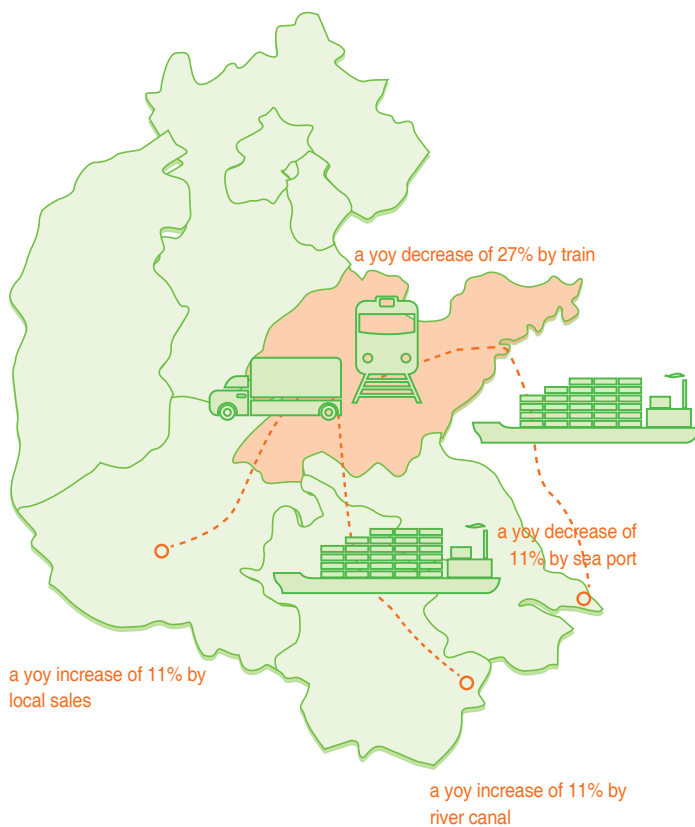 a yoy decrease of 27% by train
a yoy decrease of
11% by sea port
a yoy increase of 11% by
local sales
a yoy increase of 11% by
river canal